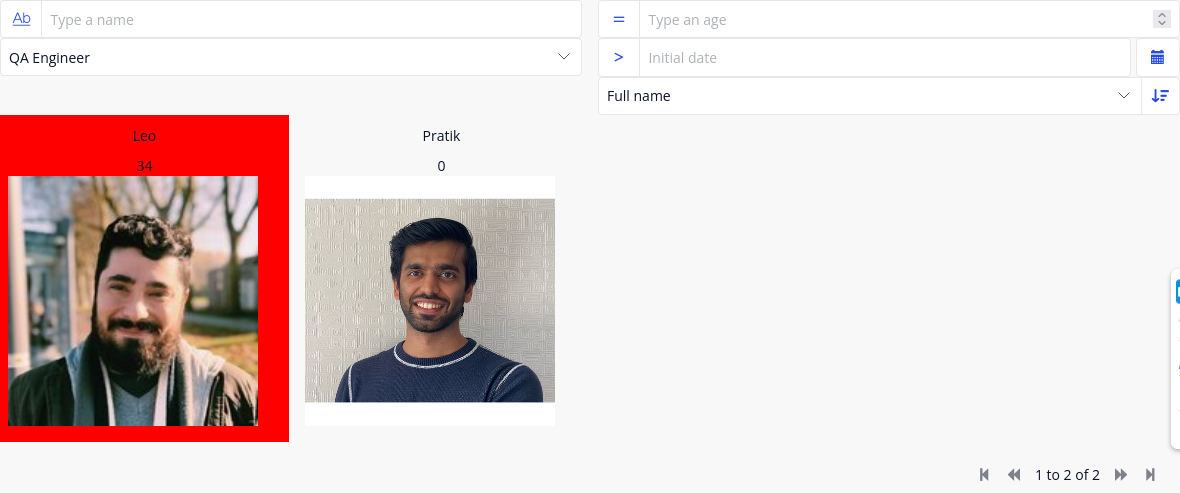 Ab Type a name
= Type an age
QA Engineer
> Initial date
Full name
Leo
Pratik
34
0
1 to 2 of 2